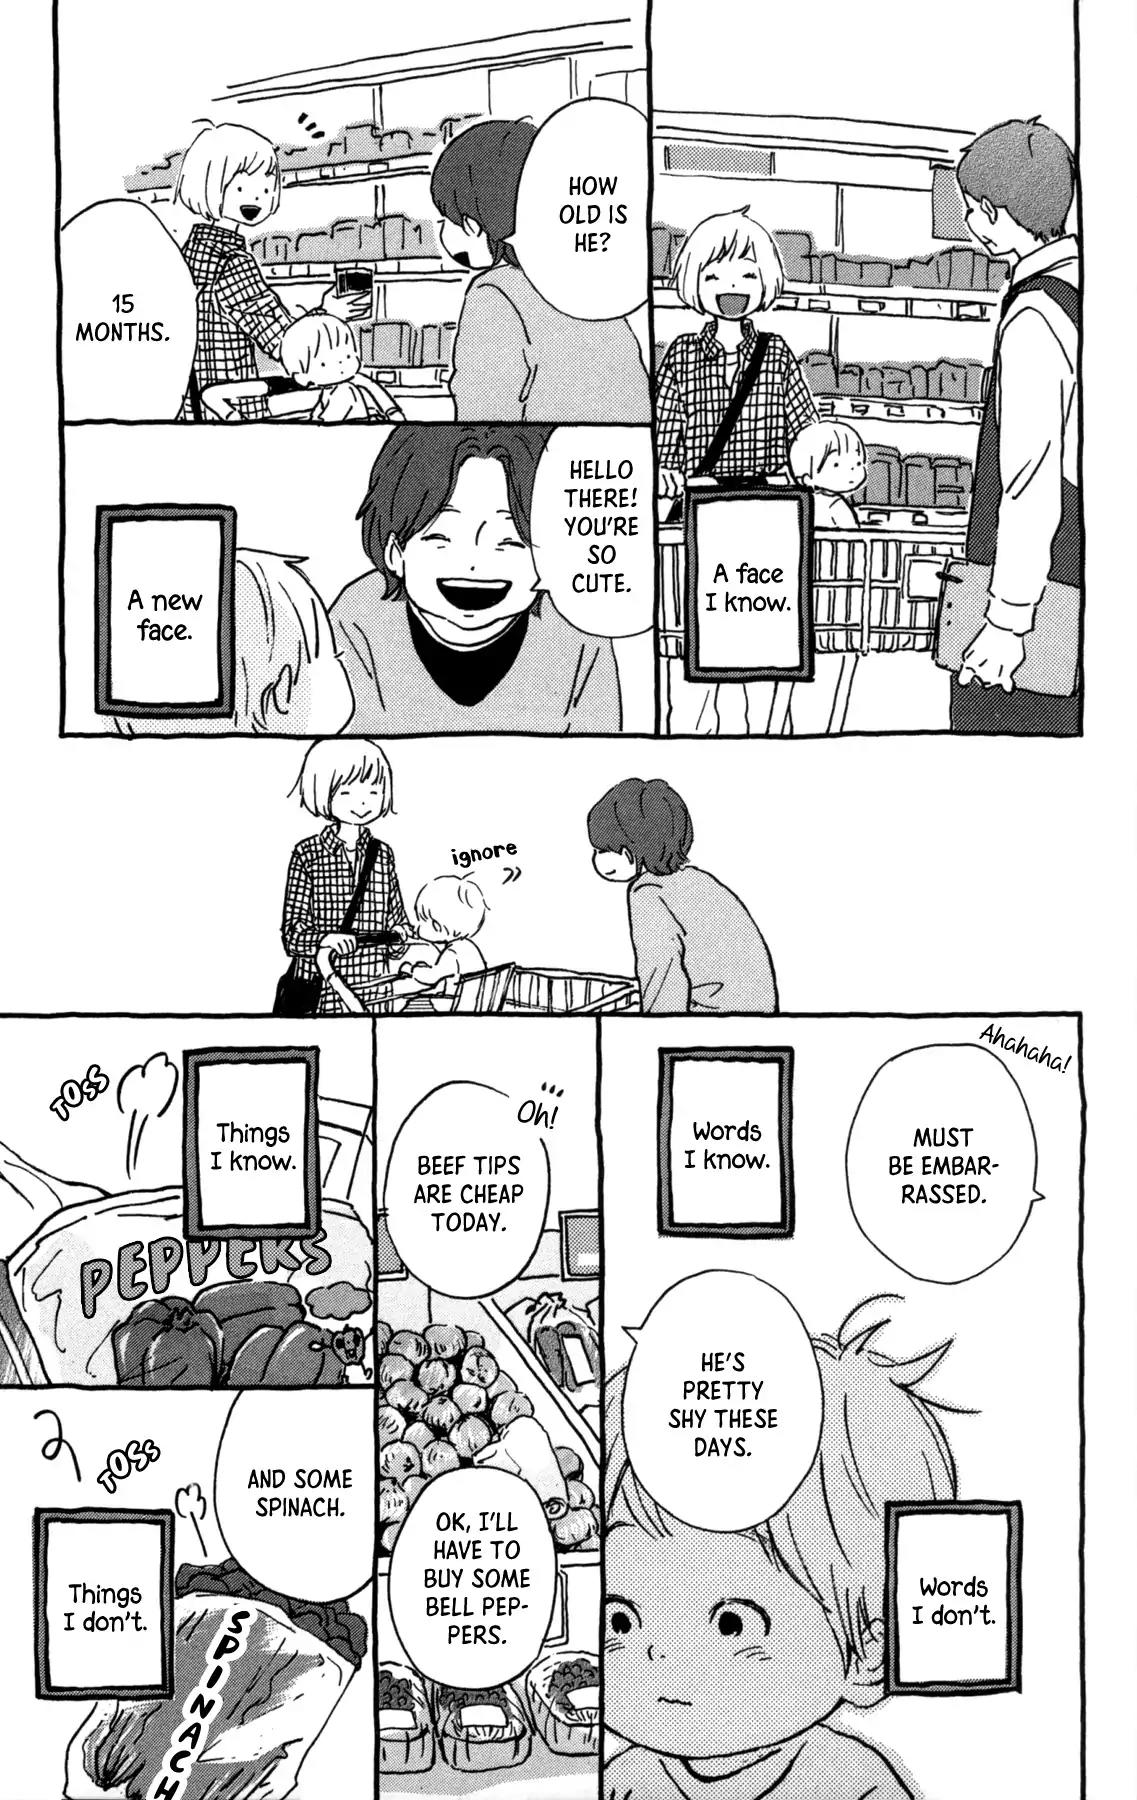 A face
I know.
HOW
OLD IS
HE?
15
MONTHS.
HELLO
THERE!
YOU'RE
SO
CUTE.
A new
face.
ignore
Ahahaha!
MUST
BE EMBAR-
RASSED.
Words
I know.
HE'S
PRETTY
SHY THESE
DAYS.
Words
I don't.
Oh!
BEEF TIPS
ARE CHEAP
TODAY.
OK, I'LL
HAVE TO
BUY SOME
BELL PEP-
PERS.
Things
I know.
TOSS
PEPPERS
AND SOME
SPINACH.
TOSS
Things
I don't.
SPINACH